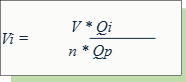 V * Qi
Vi =
n * Qp